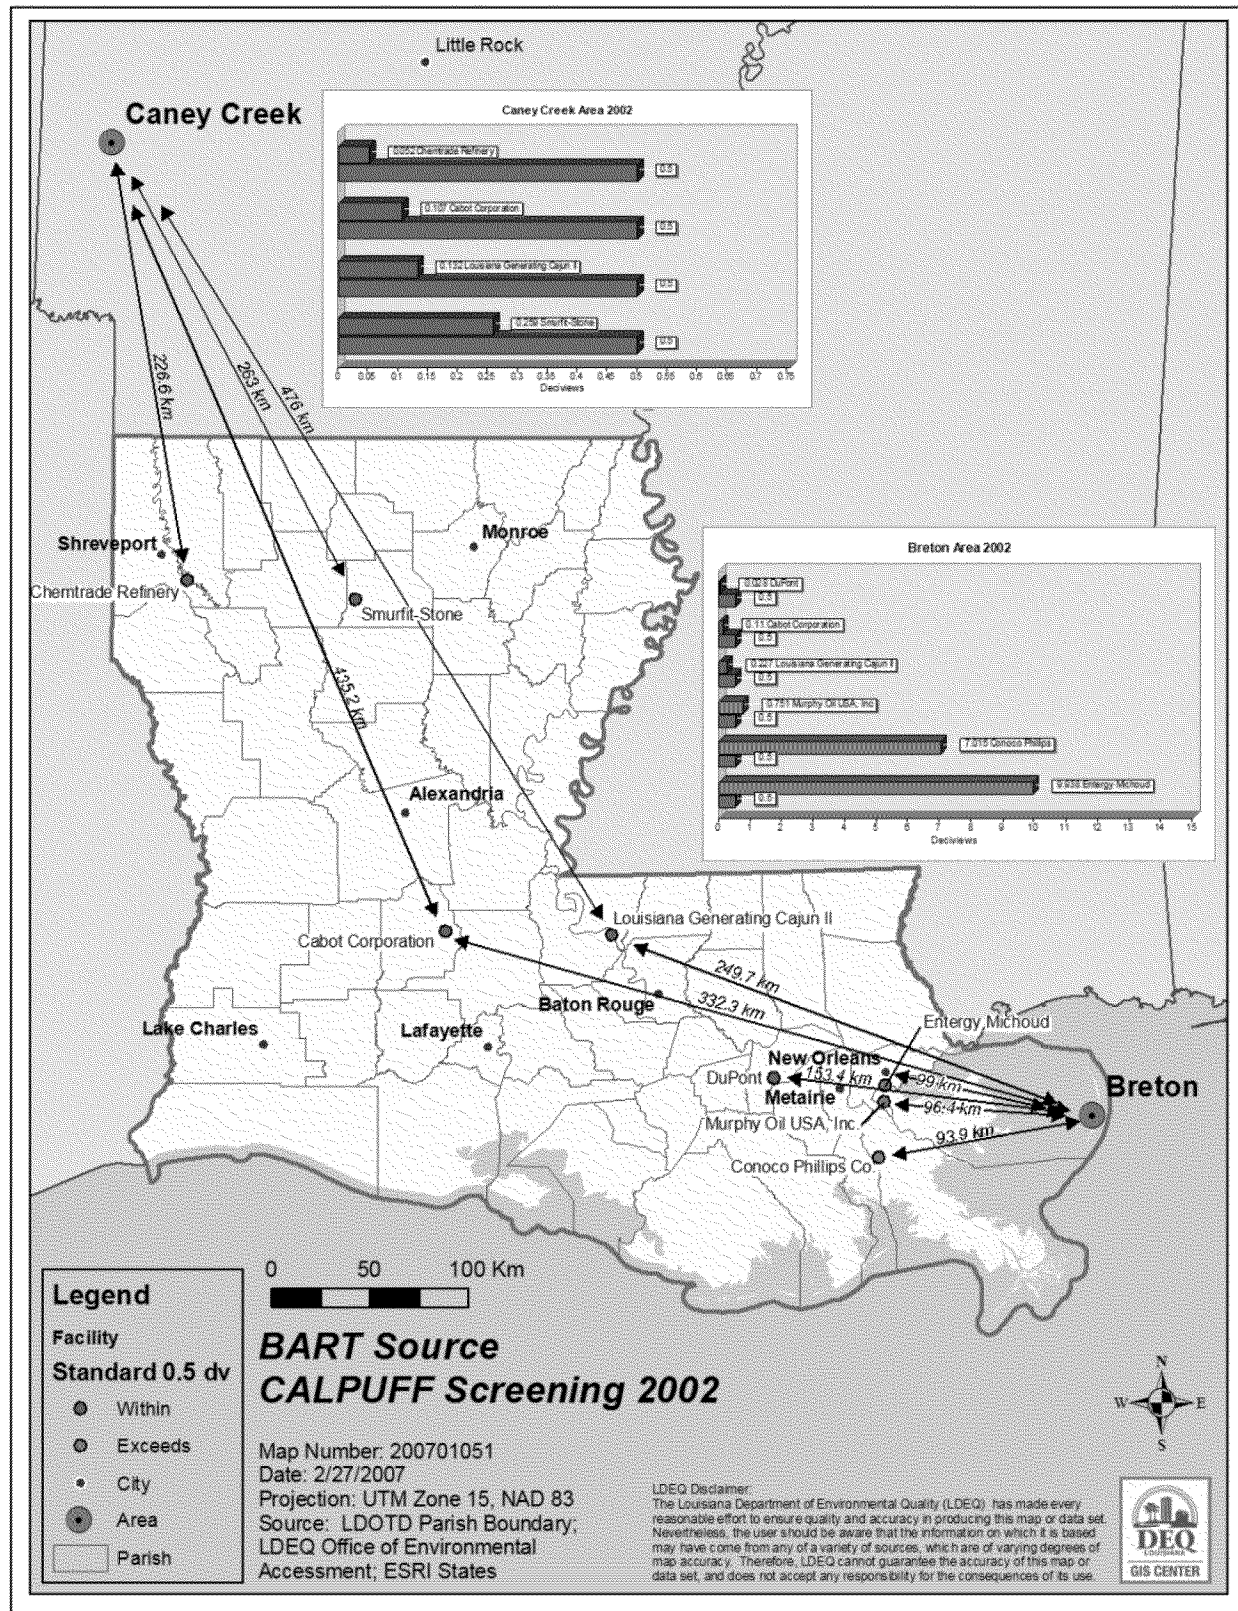 Little Rock
Caney Creek
Caney Creek Area 2002
0.052 Chemtrade Refinery
0.5
0.107 Cabot Corporation
0.5
0.132 Louisiana Generating Cajun II
0.5
0.259 Smurfit-Stone
0.5
0 0.05 0.1 0.15 0.2 0.25 0.3 0.35 0.4 0.45 0.5 0.55 0.6 0.65 0.7 0.75
Deciviews
226.6 km
263 km
476 km
Shreveport
Monroe
Chemtrade Refinery
Smurfit-Stone
Breton Area 2002
0.5
0.11 Cabot Corporation
0.5
0.227 Louisiana Generating Cajun II
0.5
0.751 Murphy Oil USA, Inc
0.5
7.015 Conoco Phillips
0.5
9.938 Entergy Michoud
0.5
0 1 2 3 4 5 6 7 8 9 10 11 12 13 14 15
Deciviews
435.2 km
Alexandria
Louisiana Generating Cajun II
Cabot Corporation
249.7 km
332.3 km
Baton Rouge
Lake Charles
Lafayette
Entergy Michoud
New Orleans
DuPont
153.4 km
99 km
Metairie
96.4 km
Breton
Murphy Oil USA, Inc.
93.9 km
Conoco Phillips Co.
0 50 100 Km
Legend
Facility
Standard 0.5 dv
Within
Exceeds
City
Area
Parish
BART Source
CALPUFF Screening 2002
Map Number: 200701051
Date: 2/27/2007
Projection: UTM Zone 15, NAD 83
Source: LDOTD Parish Boundary;
LDEQ Office of Environmental
Accessment; ESRI States
N
W E
S
LDEQ Disclaimer:
The Louisiana Department of Environmental Quality (LDEQ) has made every
reasonable effort to ensure quality and accuracy in producing this map or data set.
Nevertheless, the user should be aware that the information on which it is based
may have come from any of a variety of sources, which are of varying degrees of
map accuracy. Therefore, LDEQ cannot guarantee the accuracy of this map or
data set, and does not accept any responsibility for the consequences of its use.
DEQ
LOUISIANA
GIS CENTER